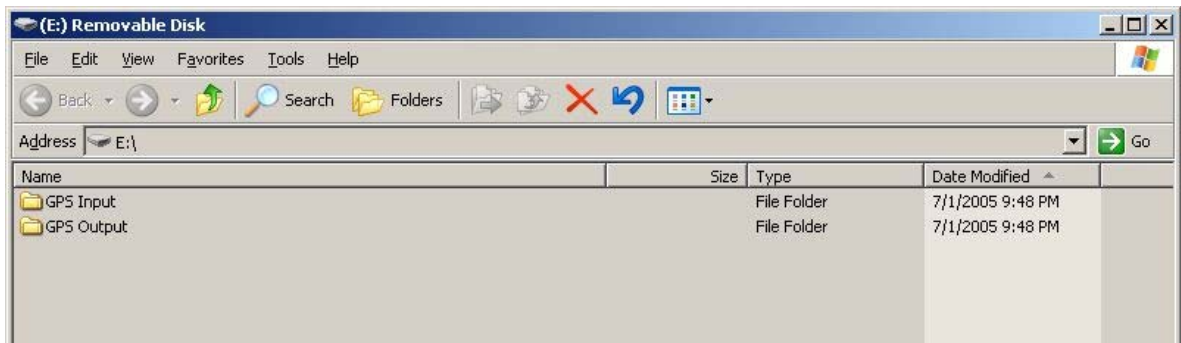 (E:) Removable Disk
File Edit View Favorites Tools Help
Back Search Folders
Address E:\ Go
Name Size Type Date Modified
GPS Input File Folder 7/1/2005 9:48 PM
GPS Output File Folder 7/1/2005 9:48 PM